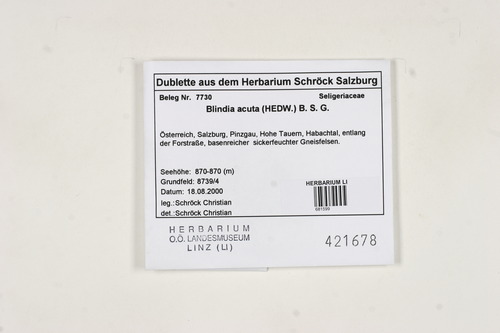 Dublette aus dem Herbarium Schröck Salzburg
Beleg Nr. 7730 Seligeriaceae
Blindia acuta (HEDW.) B. S. G.
Österreich, Salzburg, Pinzgau, Hohe Tauern, Habachtal, entlang
der Forstraße, basenreicher sickerfeuchter Gneisfelsen.
Seehöhe: 870-870 (m)
Grundfeld: 8739/4
Datum: 18.08.2000
leg.:Schröck Christian
det.:Schröck Christian
HERBARIUM LI
HERBARIUM
O.Ö. LANDESMUSEUM
LINZ (LI)
421678